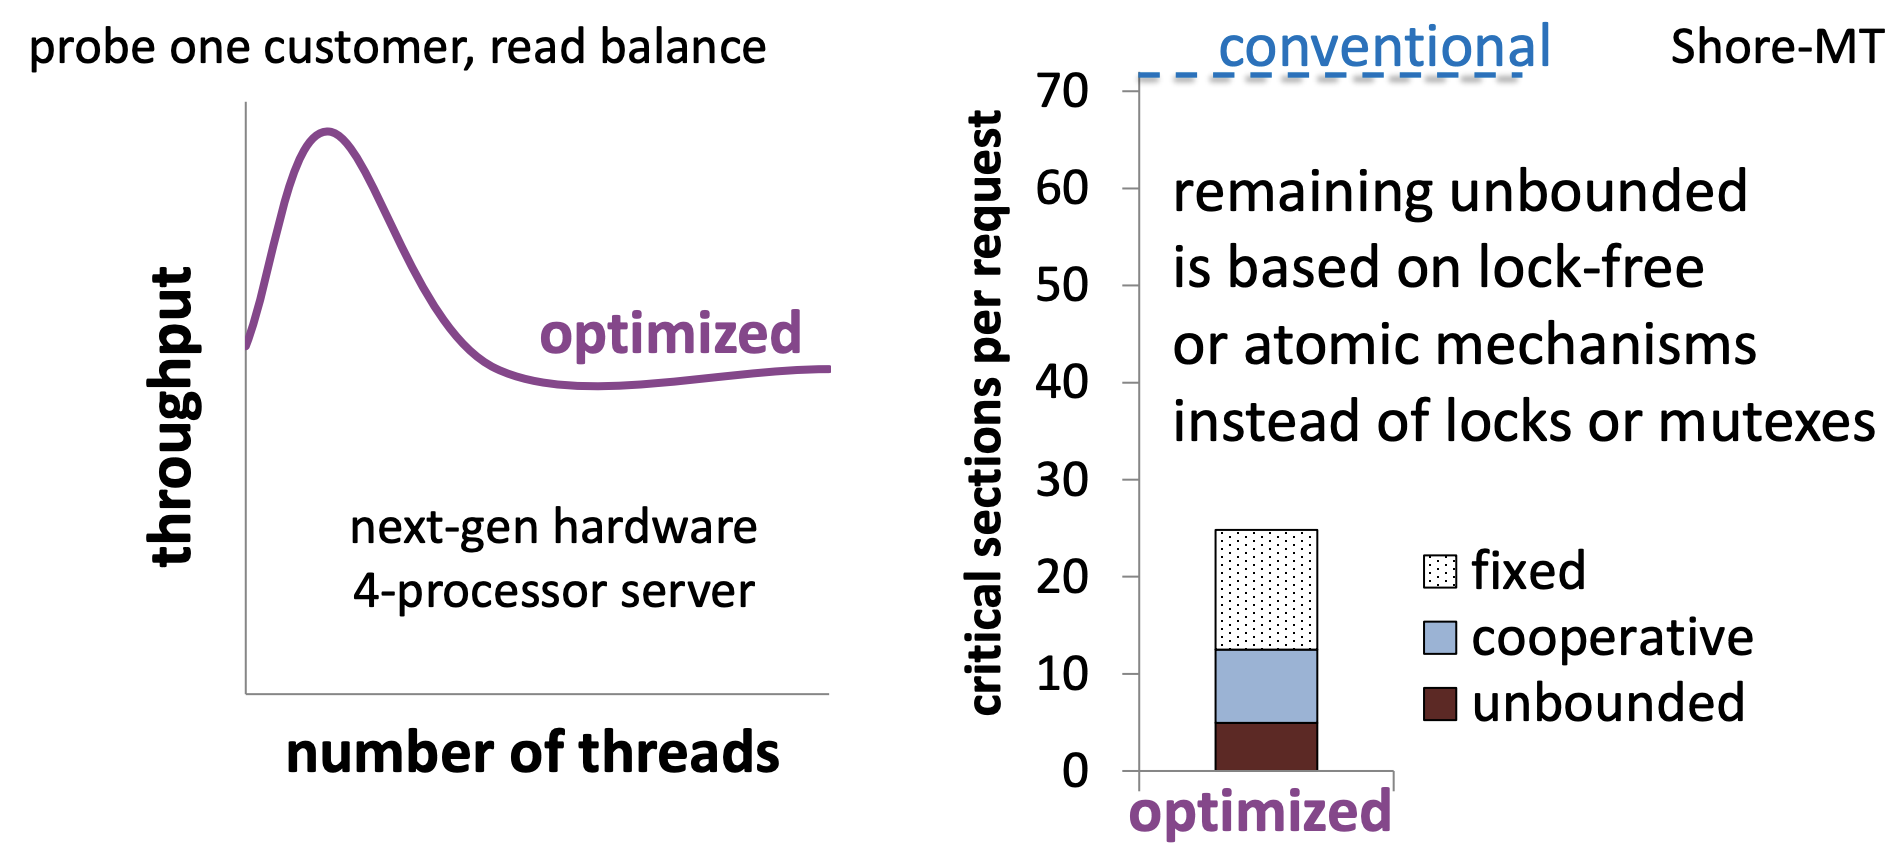 probe one customer, read balance
throughput
optimized
next-gen hardware
4-processor server
number of threads
conventional
Shore-MT
critical sections per request
70
60
50
40
30
20
10
0
remaining unbounded
is based on lock-free
or atomic mechanisms
instead of locks or mutexes
fixed
cooperative
unbounded
optimized